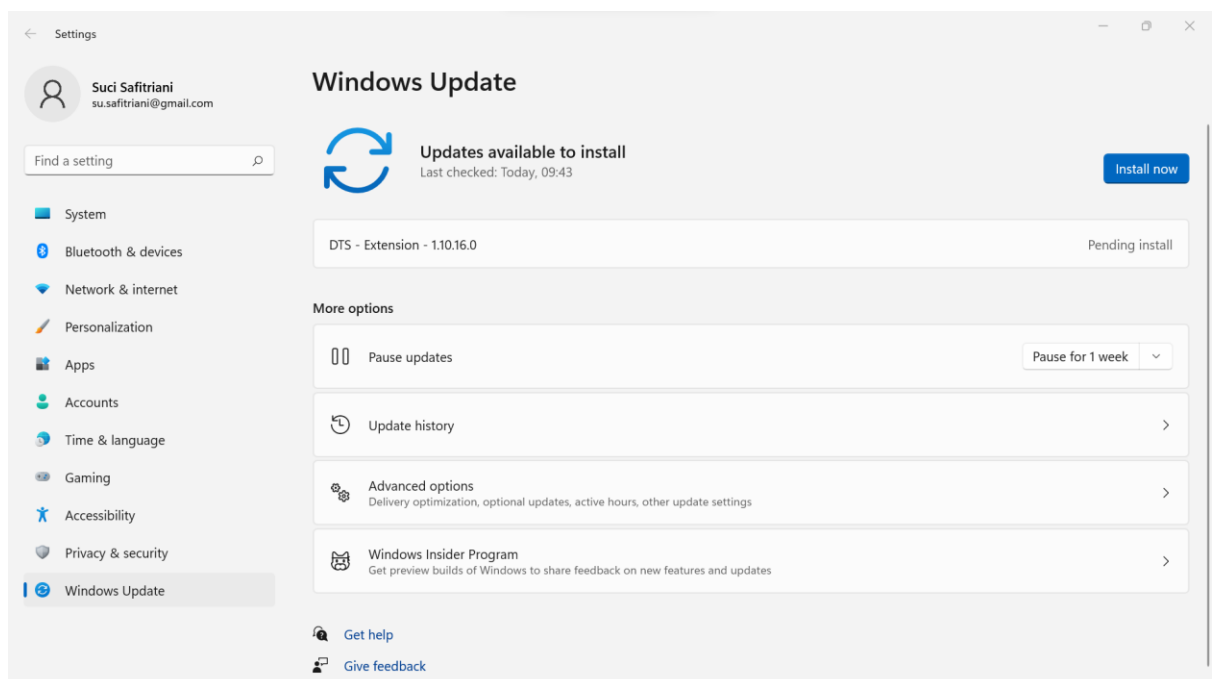 Settings
Suci Safitriani
su.safitriani@gmail.com
Find a setting
System
Bluetooth & devices
Network & internet
Personalization
Apps
Accounts
Time & language
Gaming
Accessibility
Privacy & security
Windows Update
Windows Update
Updates available to install
Last checked: Today, 09:43
Install now
DTS - Extension - 1.10.16.0
Pending install
More options
Pause updates
Pause for 1 week
Update history
Advanced options
Delivery optimization, optional updates, active hours, other update settings
Windows Insider Program
Get preview builds of Windows to share feedback on new features and updates
Get help
Give feedback